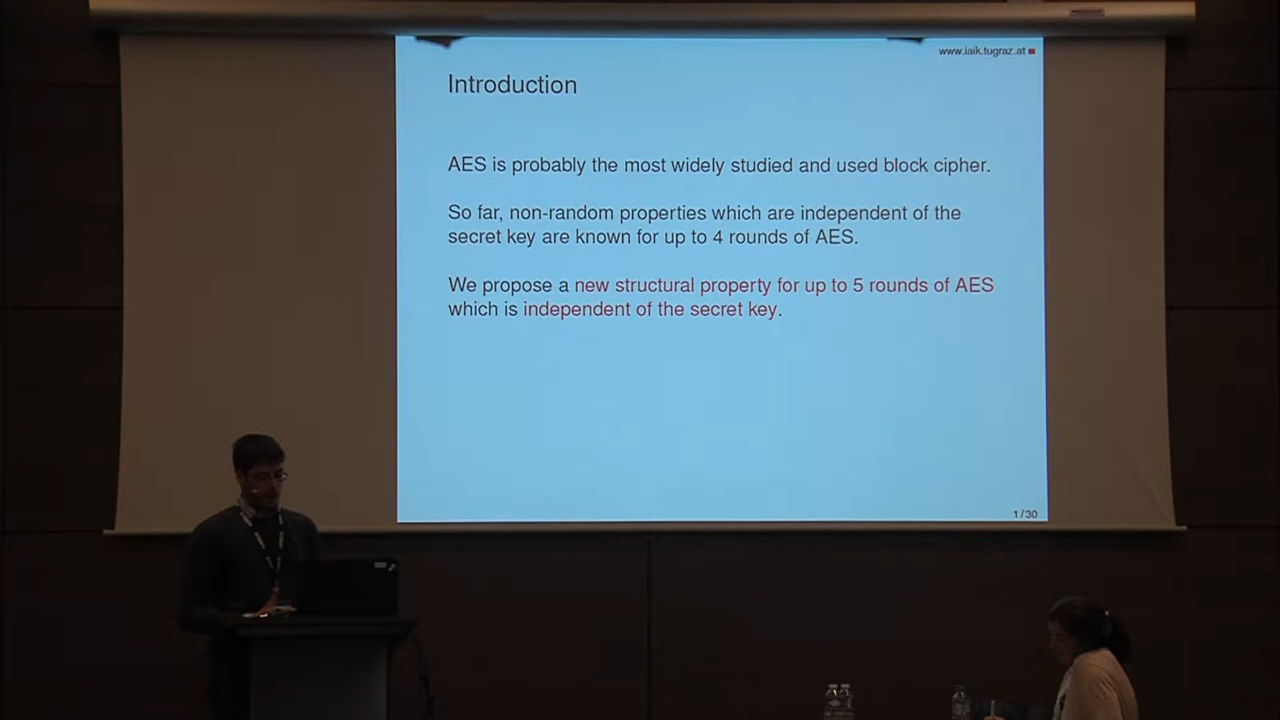 www.iaik.tugraz.at
Introduction
AES is probably the most widely studied and used block cipher.
So far, non-random properties which are independent of the
secret key are known for up to 4 rounds of AES.
We propose a new structural property for up to 5 rounds of AES
which is independent of the secret key.
1 / 30